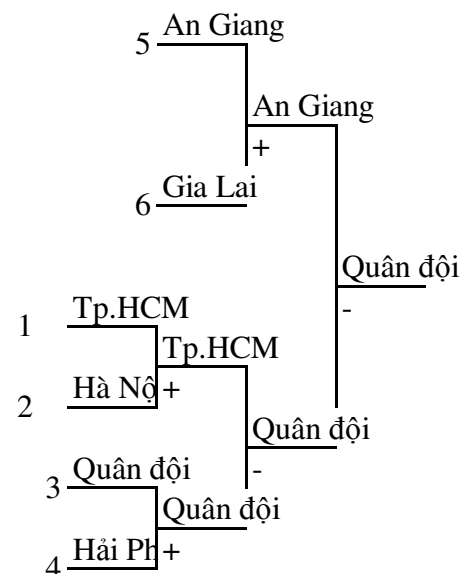 5 An Giang
An Giang
+
6 Gia Lai
Quân đội
-
1 Tp.HCM
Tp.HCM
2 Hà Nộ +
Quân đội
-
3 Quân đội
Quân đội
4 Hải Ph +